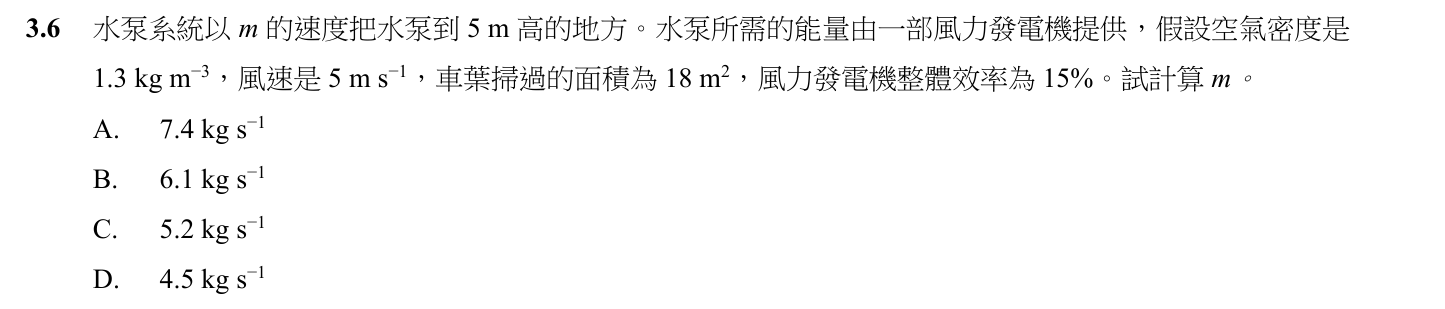 3.6 水泵系統以 m 的速度把水泵到 5 m 高的地方。水泵所需的能量由一部風力發電機提供，假設空氣密度是
1.3 kg m⁻³，風速是 5 m s⁻¹，車葉掃過的面積為 18 m²，風力發電機整體效率為 15%。試計算 m。
A. 7.4 kg s⁻¹
B. 6.1 kg s⁻¹
C. 5.2 kg s⁻¹
D. 4.5 kg s⁻¹